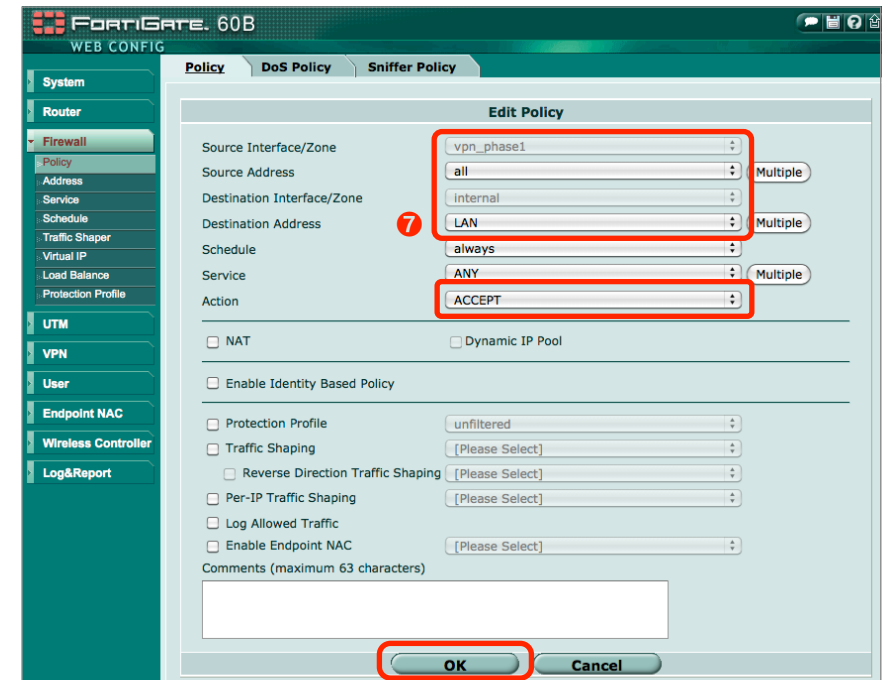 FORTIGATE. 60B
WEB CONFIG
Policy DoS Policy Sniffer Policy
System
Router
Firewall
Policy
Address
Service
Schedule
Traffic Shaper
Virtual IP
Load Balance
Protection Profile
UTM
VPN
User
Endpoint NAC
Wireless Controller
Log&Report
Edit Policy
Source Interface/Zone vpn_phase1
Source Address all Multiple
Destination Interface/Zone internal
Destination Address 7 LAN Multiple
Schedule always
Service ANY Multiple
Action ACCEPT
NAT Dynamic IP Pool
Enable Identity Based Policy
Protection Profile unfiltered
Traffic Shaping [Please Select]
Reverse Direction Traffic Shaping [Please Select]
Per-IP Traffic Shaping [Please Select]
Log Allowed Traffic
Enable Endpoint NAC [Please Select]
Comments (maximum 63 characters)
OK Cancel